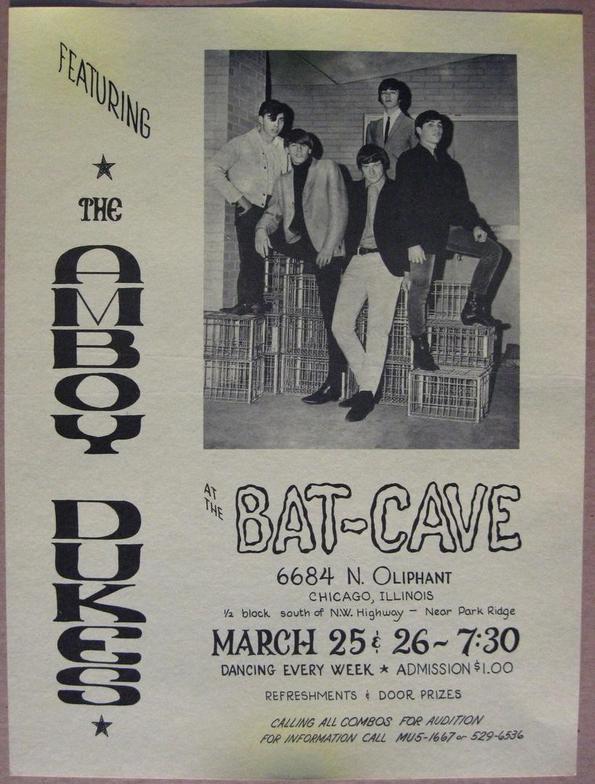 FEATURING
THE
AMBOY
DUKES
AT
THE
BAT-CAVE
6684 N. OLIPHANT
CHICAGO, ILLINOIS
½ block south of N.W. Highway — Near Park Ridge
MARCH 25 & 26 ~ 7:30
DANCING EVERY WEEK ★ ADMISSION $1.00
REFRESHMENTS & DOOR PRIZES
CALLING ALL COMBOS FOR AUDITION
FOR INFORMATION CALL MU5-1667 or 529-6536